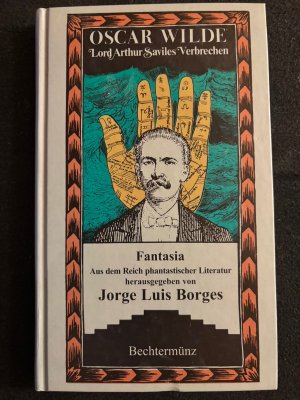 OSCAR WILDE
Lord Arthur Saviles Verbrechen
Fantasia
Aus dem Reich phantastischer Literatur
herausgegeben von
Jorge Luis Borges
Bechtermünz